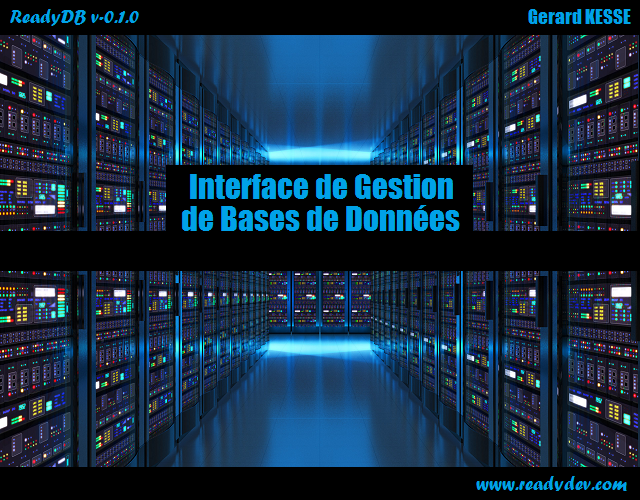 ReadyDB v-0.1.0
Gerard KESSE
Interface de Gestion
de Bases de Données
www.readydev.com